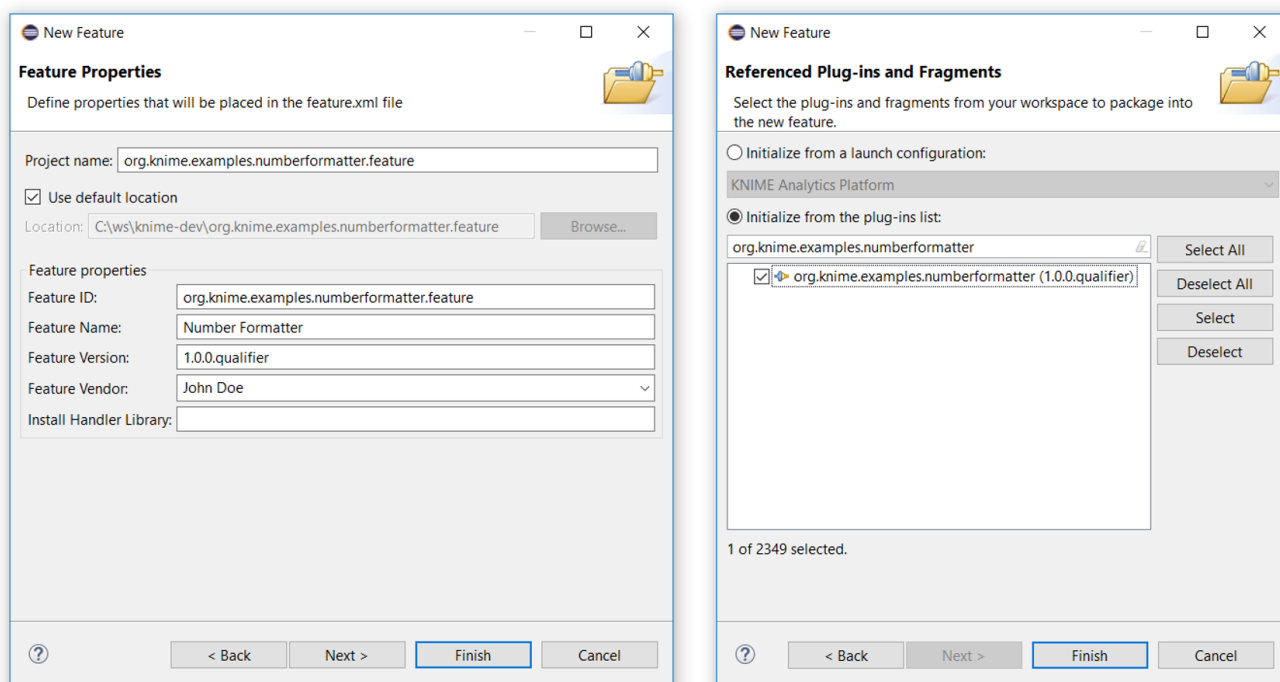 New Feature
Feature Properties
Define properties that will be placed in the feature.xml file
Project name: org.knime.examples.numberformatter.feature
Use default location
Location: C:\ws\knime-dev\org.knime.examples.numberformatter.feature Browse...
Feature properties
Feature ID: org.knime.examples.numberformatter.feature
Feature Name: Number Formatter
Feature Version: 1.0.0.qualifier
Feature Vendor: John Doe
Install Handler Library:
? < Back Next > Finish Cancel
New Feature
Referenced Plug-ins and Fragments
Select the plug-ins and fragments from your workspace to package into
the new feature.
Initialize from a launch configuration:
KNIME Analytics Platform
Initialize from the plug-ins list:
org.knime.examples.numberformatter Select All
org.knime.examples.numberformatter (1.0.0.qualifier) Deselect All
Select
Deselect
1 of 2349 selected.
? < Back Next > Finish Cancel